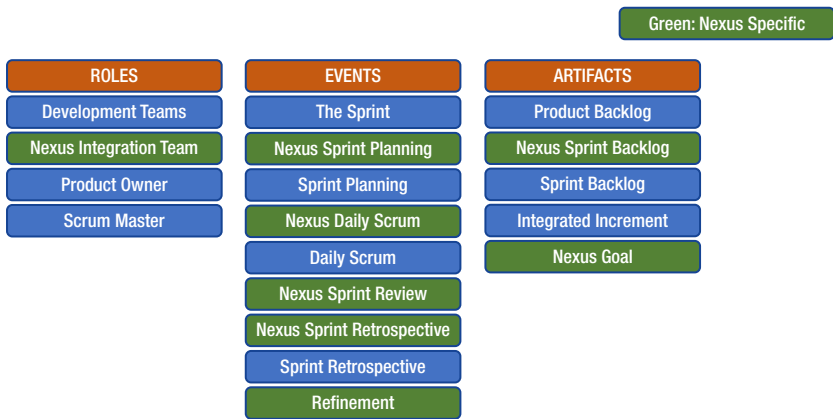 Green: Nexus Specific
ROLES
Development Teams
Nexus Integration Team
Product Owner
Scrum Master
EVENTS
The Sprint
Nexus Sprint Planning
Sprint Planning
Nexus Daily Scrum
Daily Scrum
Nexus Sprint Review
Nexus Sprint Retrospective
Sprint Retrospective
Refinement
ARTIFACTS
Product Backlog
Nexus Sprint Backlog
Sprint Backlog
Integrated Increment
Nexus Goal